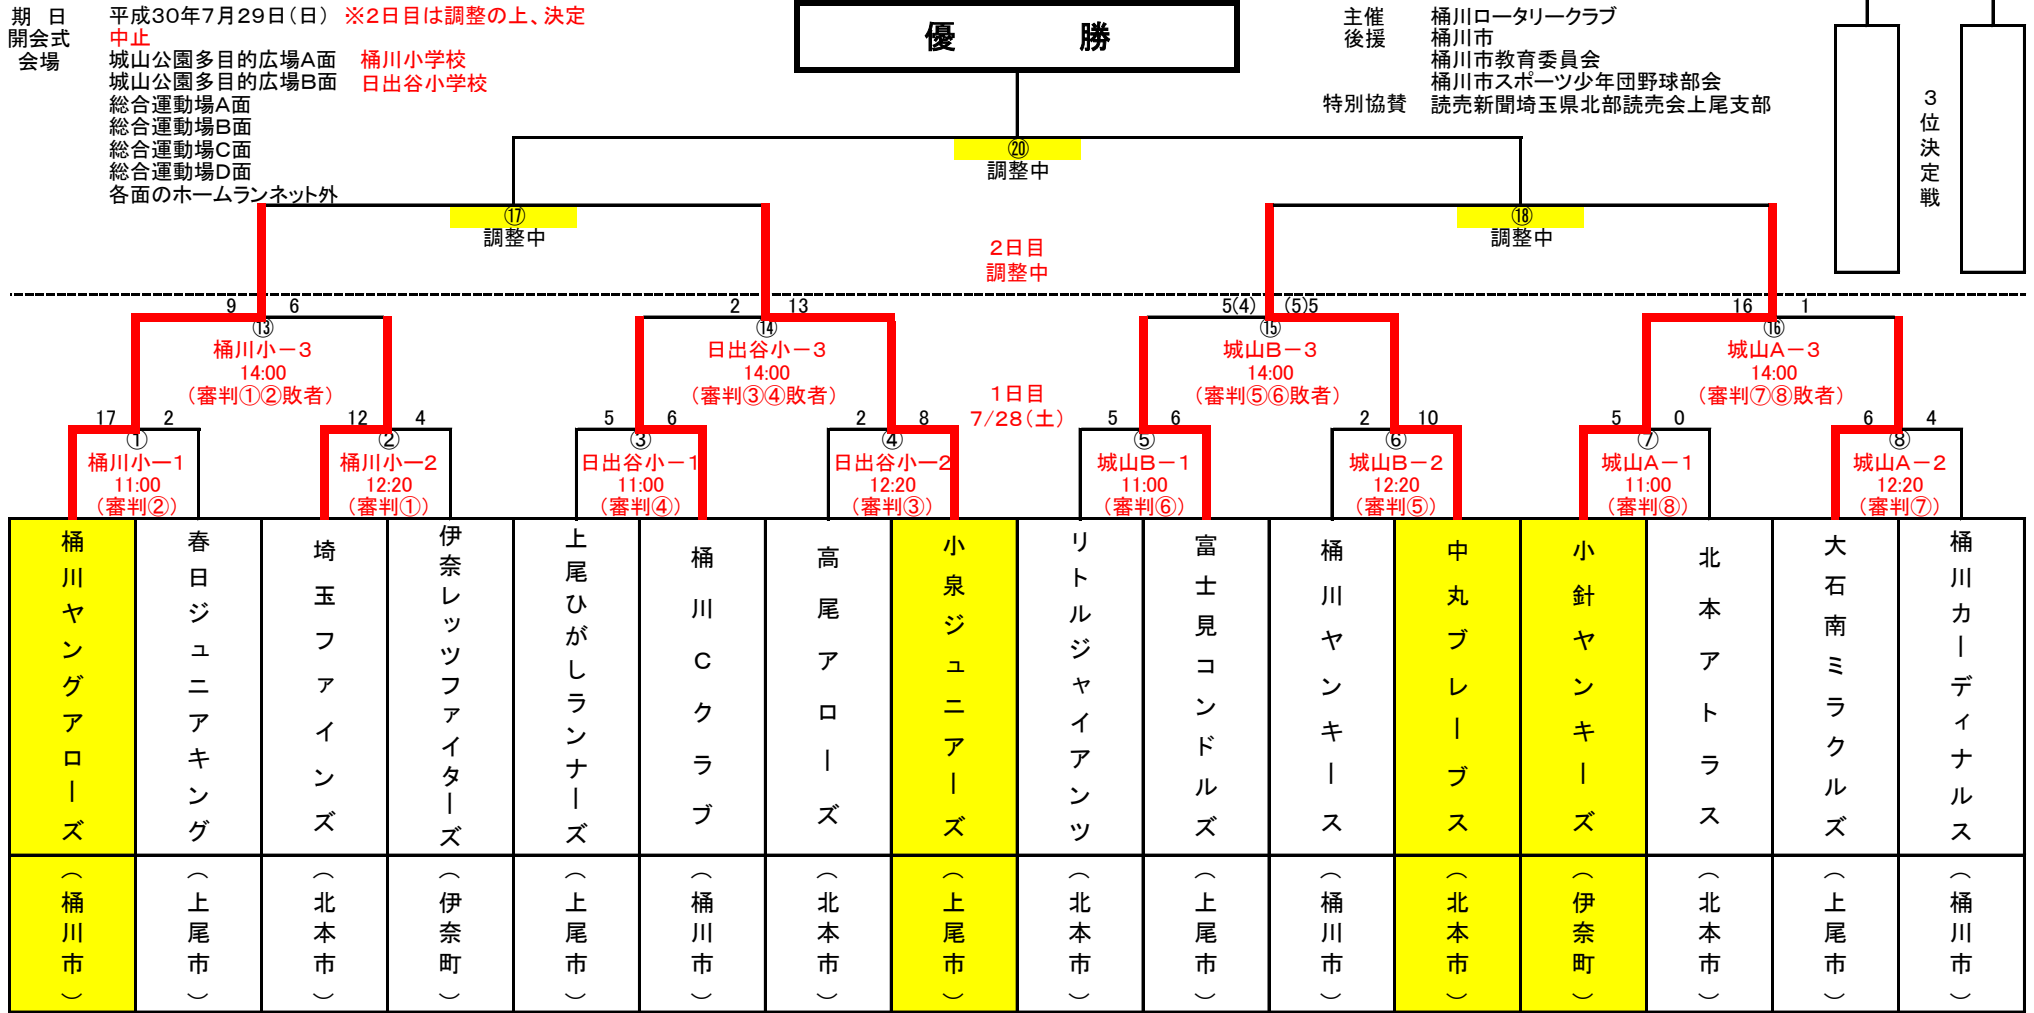 期 日 平成30年7月29日(日) ※2日目は調整の上、決定
開会式 中止
会場 城山公園多目的広場A面 桶川小学校
城山公園多目的広場B面 日出谷小学校
総合運動場A面
総合運動場B面
総合運動場C面
総合運動場D面
各面のホームランネット外
優 勝
主催 桶川ロータリークラブ
後援 桶川市
桶川市教育委員会
桶川市スポーツ少年団野球部会
特別協賛 読売新聞埼玉県北部読売会上尾支部
3位決定戦
⑳
調整中
⑰
調整中
⑱
調整中
2日目
調整中
9 6
⑬
桶川小-3
14:00
(審判①②敗者)
2 13
⑭
日出谷小-3
14:00
(審判③④敗者)
5(4) (5)5
⑮
城山B-3
14:00
(審判⑤⑥敗者)
16 1
⑯
城山A-3
14:00
(審判⑦⑧敗者)
1日目
7/28(土)
17 2
①
桶川小ー1
11:00
(審判②)
12 4
②
桶川小ー2
12:20
(審判①)
5 6
③
日出谷小-1
11:00
(審判④)
2 8
④
日出谷小ー2
12:20
(審判③)
5 6
⑤
城山B-1
11:00
(審判⑥)
2 10
⑥
城山B-2
12:20
(審判⑤)
5 0
⑦
城山A-1
11:00
(審判⑧)
6 4
⑧
城山A-2
12:20
(審判⑦)
桶川ヤングアローズ
春日ジュニアキング
埼玉ファインズ
伊奈レッツファイターズ
上尾ひがしランナーズ
桶川Cクラブ
高尾アローズ
小泉ジュニアーズ
リトルジャイアンツ
富士見コンドルズ
桶川ヤンキース
中丸ブレーブス
小針ヤンキーズ
北本アトラス
大石南ミラクルズ
桶川カーディナルス
(桶川市)
(上尾市)
(北本市)
(伊奈町)
(上尾市)
(桶川市)
(北本市)
(上尾市)
(北本市)
(上尾市)
(桶川市)
(北本市)
(伊奈町)
(北本市)
(上尾市)
(桶川市)